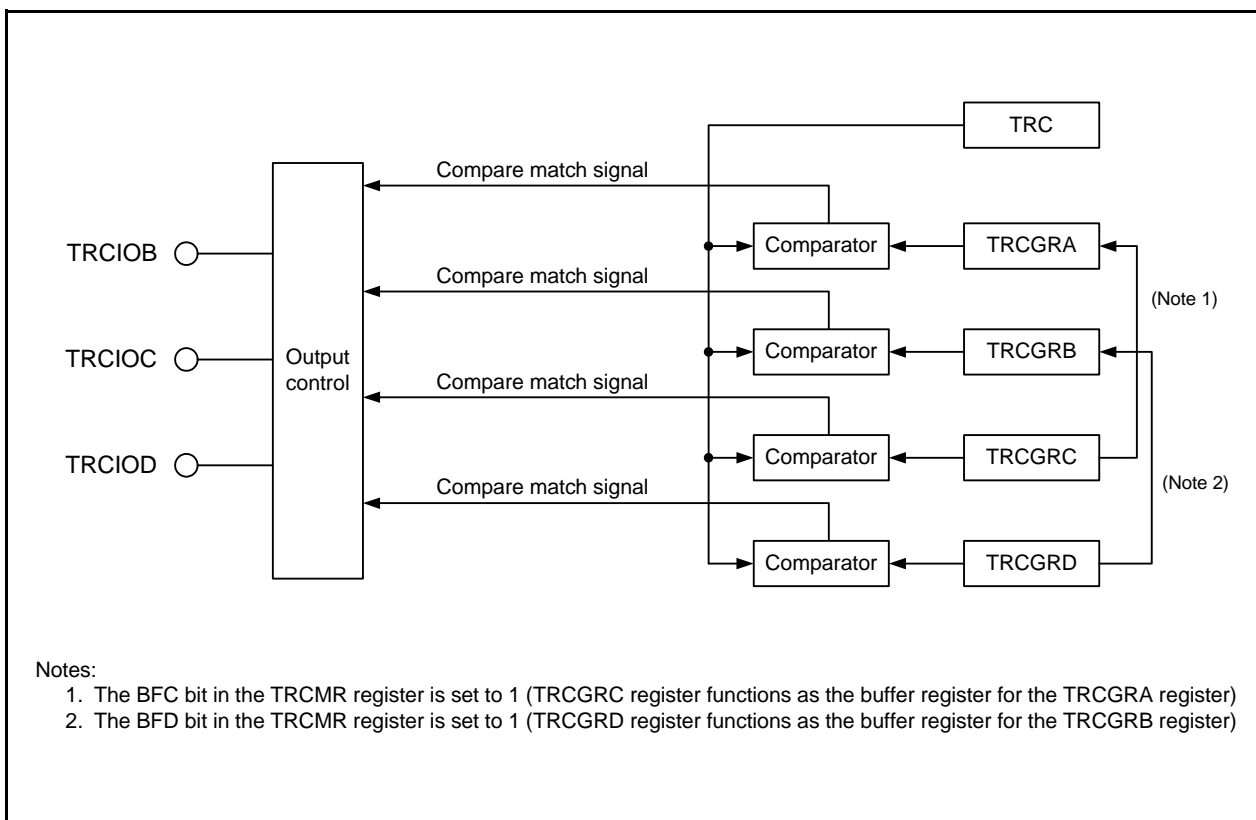 TRC
Compare match signal
Comparator
TRCGRA
TRCIOB
(Note 1)
Compare match signal
Comparator
TRCGRB
TRCIOC
Output
control
Compare match signal
Comparator
TRCGRC
TRCIOD
(Note 2)
Compare match signal
Comparator
TRCGRD
Notes:
1. The BFC bit in the TRCMR register is set to 1 (TRCGRC register functions as the buffer register for the TRCGRA register)
2. The BFD bit in the TRCMR register is set to 1 (TRCGRD register functions as the buffer register for the TRCGRB register)